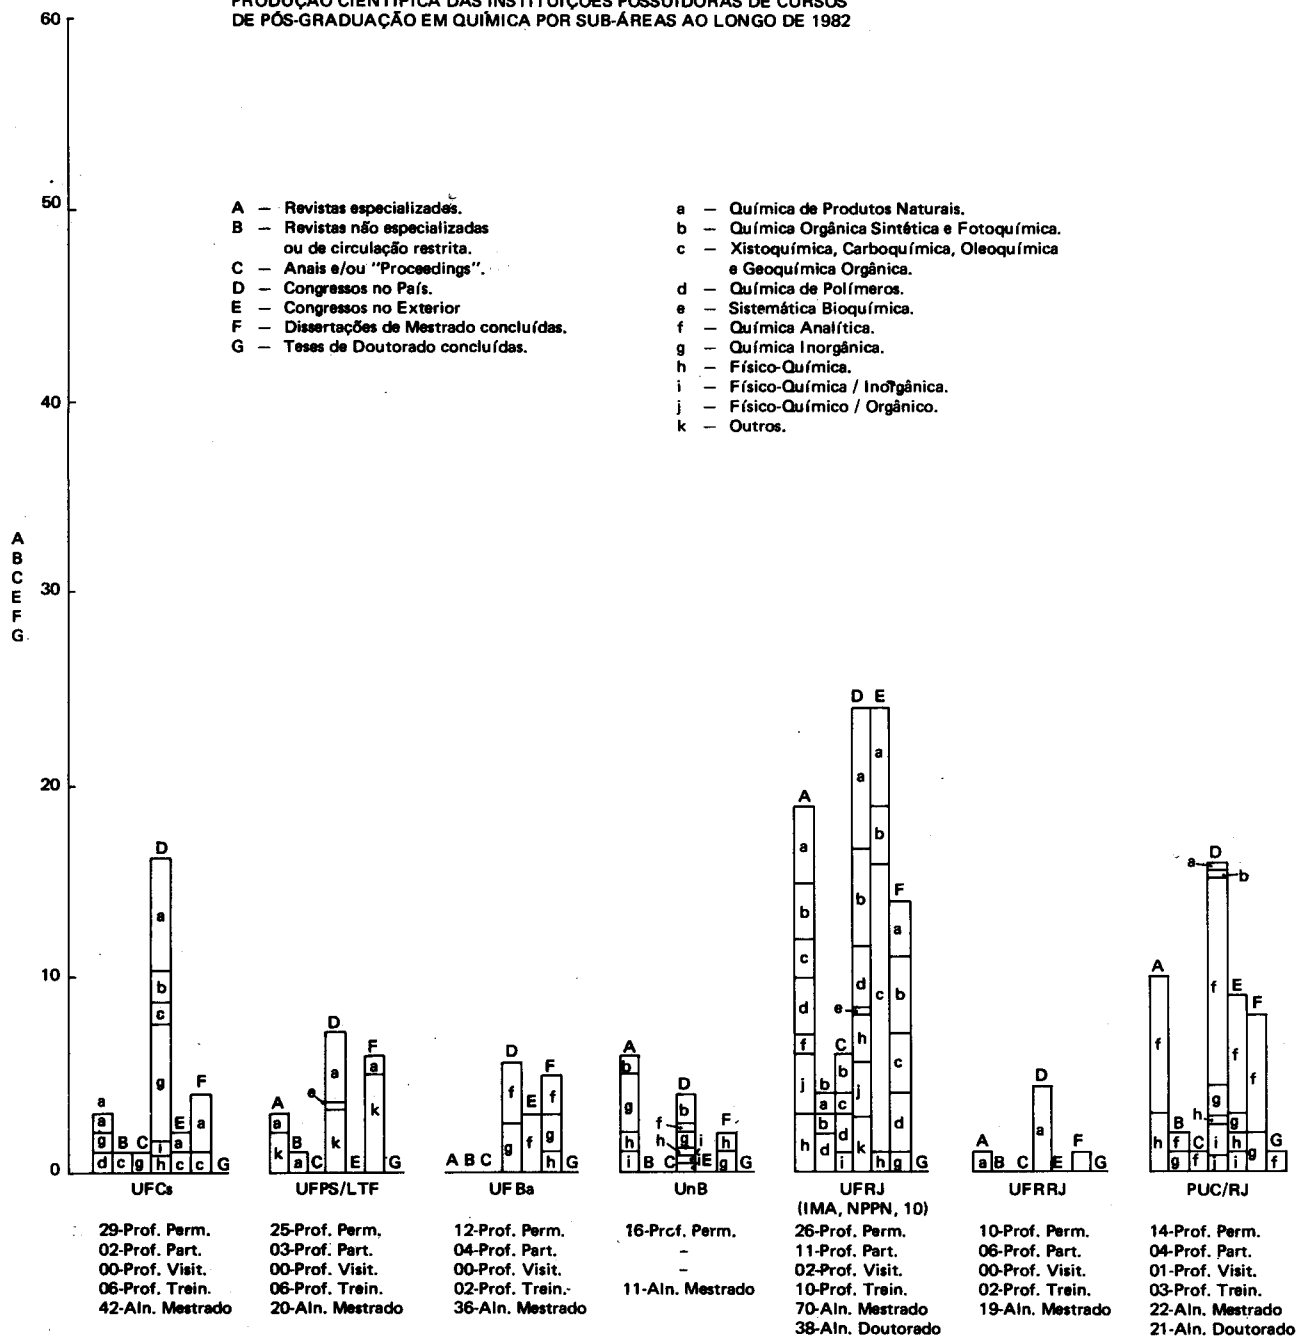 PRODUÇÃO CIENTÍFICA DAS INSTITUIÇÕES POSSUIDORAS DE CURSOS
DE PÓS-GRADUAÇÃO EM QUÍMICA POR SUB-ÁREAS AO LONGO DE 1982
60
50
40
30
20
10
0
A
B
C
E
F
G
A — Revistas especializadas.
B — Revistas não especializadas
ou de circulação restrita.
C — Anais e/ou "Proceedings".
D — Congressos no País.
E — Congressos no Exterior
F — Dissertações de Mestrado concluídas.
G — Teses de Doutorado concluídas.
a — Química de Produtos Naturais.
b — Química Orgânica Sintética e Fotoquímica.
c — Xistoquímica, Carboquímica, Oleoquímica
e Geoquímica Orgânica.
d — Química de Polímeros.
e — Sistemática Bioquímica.
f — Química Analítica.
g — Química Inorgânica.
h — Físico-Química.
i — Físico-Química / Inorgânica.
j — Físico-Químico / Orgânico.
k — Outros.
a
a
g
d
B
c
C
g
D
a
b
c
g
i
h
E
a
c
F
a
c
G
UFCs
29-Prof. Perm.
02-Prof. Part.
00-Prof. Visit.
06-Prof. Trein.
42-Aln. Mestrado
A
a
k
B
a
C
D
a
e
k
E
F
a
k
G
UFPS/LTF
25-Prof. Perm.
03-Prof. Part.
00-Prof. Visit.
06-Prof. Trein.
20-Aln. Mestrado
A B C
D
f
g
E
f
F
f
g
h
G
UFBa
12-Prof. Perm.
04-Prof. Part.
00-Prof. Visit.
02-Prof. Trein.
36-Aln. Mestrado
A
b
g
h
i
B
C
D
b
f
g
h
i
E
F
h
g
G
UnB
16-Prof. Perm.
–
–
11-Aln. Mestrado
A
a
b
c
d
f
j
h
b
a
b
d
C
b
c
d
i
D
a
b
d
e
h
j
k
E
a
b
c
h
F
a
b
c
d
g
G
UFRJ
(IMA, NPPN, 10)
26-Prof. Perm.
11-Prof. Part.
02-Prof. Visit.
10-Prof. Trein.
70-Aln. Mestrado
38-Aln. Doutorado
A
a
B
C
D
a
E
F
G
UFRRJ
10-Prof. Perm.
06-Prof. Part.
00-Prof. Visit.
02-Prof. Trein.
19-Aln. Mestrado
A
f
h
B
f
g
C
f
D
a
b
f
g
h
i
j
E
f
g
h
i
F
f
g
G
f
PUC/RJ
14-Prof. Perm.
04-Prof. Part.
01-Prof. Visit.
03-Prof. Trein.
22-Aln. Mestrado
21-Aln. Doutorado